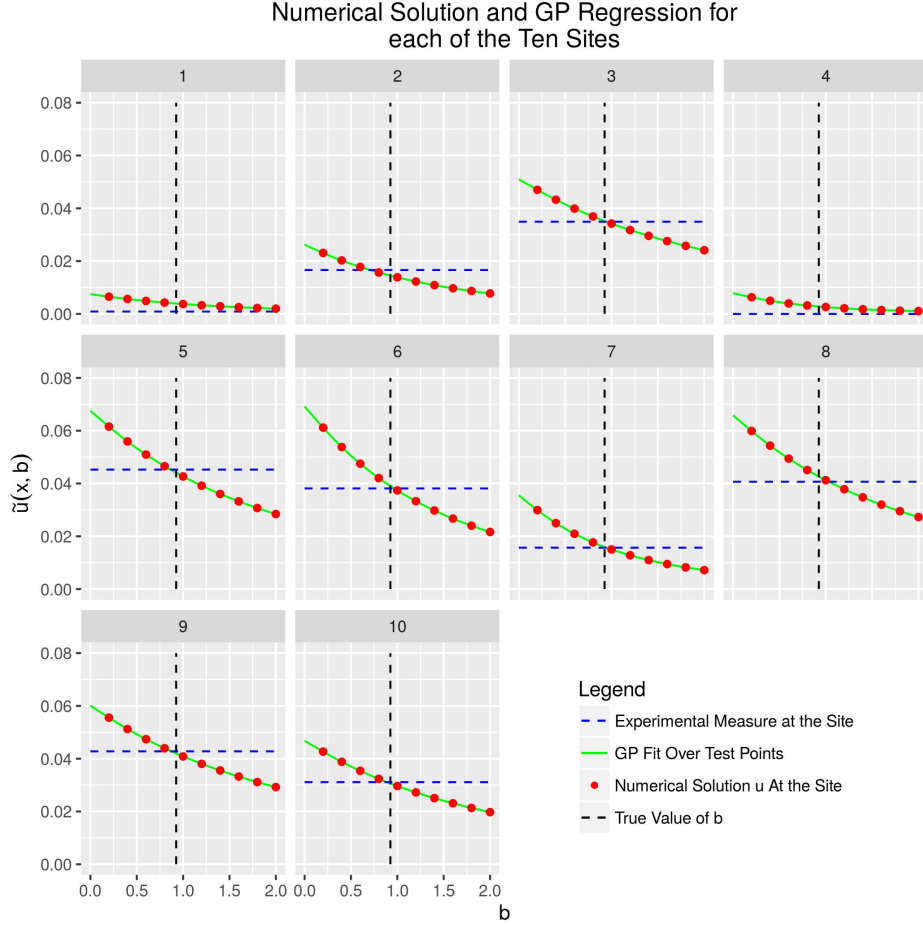 Numerical Solution and GP Regression for
each of the Ten Sites
1 2 3 4
0.08
0.06
0.04
0.02
0.00
5 6 7 8
0.08
0.06
0.04
0.02
0.00
ũ(x, b)
9 10
0.08
0.06
0.04
0.02
0.00
0.0 0.5 1.0 1.5 2.0 0.0 0.5 1.0 1.5 2.0
b
Legend
Experimental Measure at the Site
GP Fit Over Test Points
Numerical Solution u At the Site
True Value of b